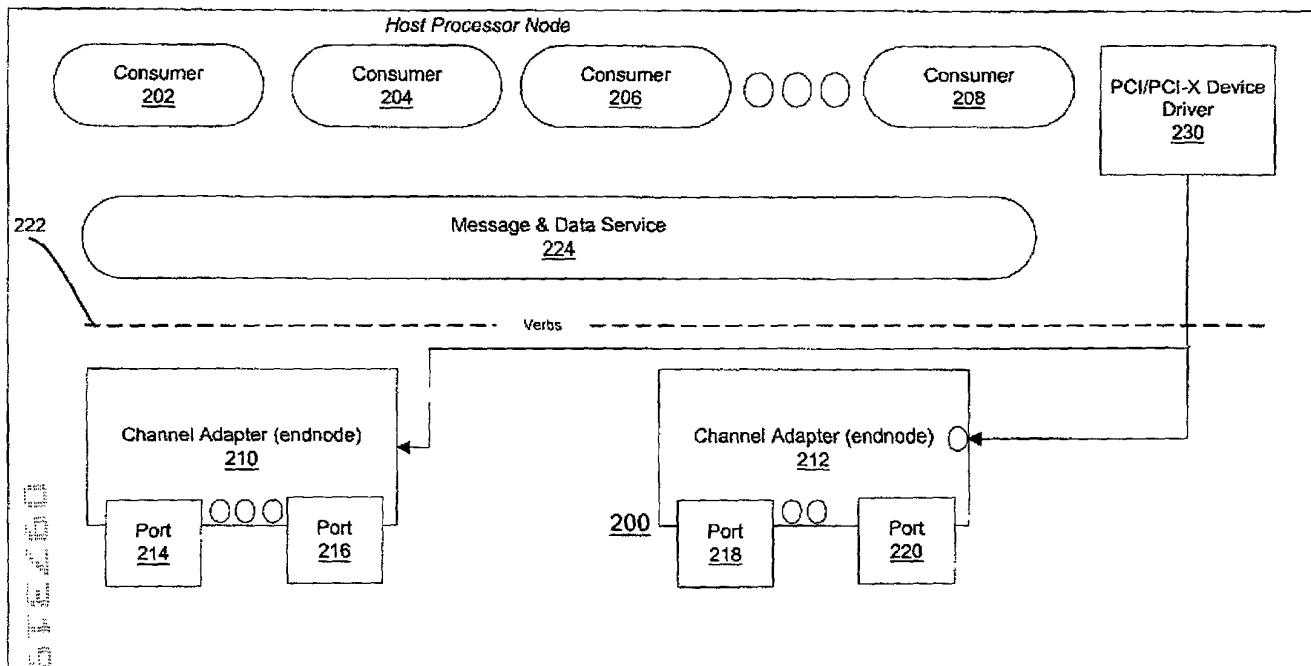 Host Processor Node
Consumer
202
Consumer
204
Consumer
206
Consumer
208
PCI/PCI-X Device
Driver
230
222
Message & Data Service
224
Verbs
Channel Adapter (endnode)
210
Channel Adapter (endnode)
212
Port
214
Port
216
200
Port
218
Port
220